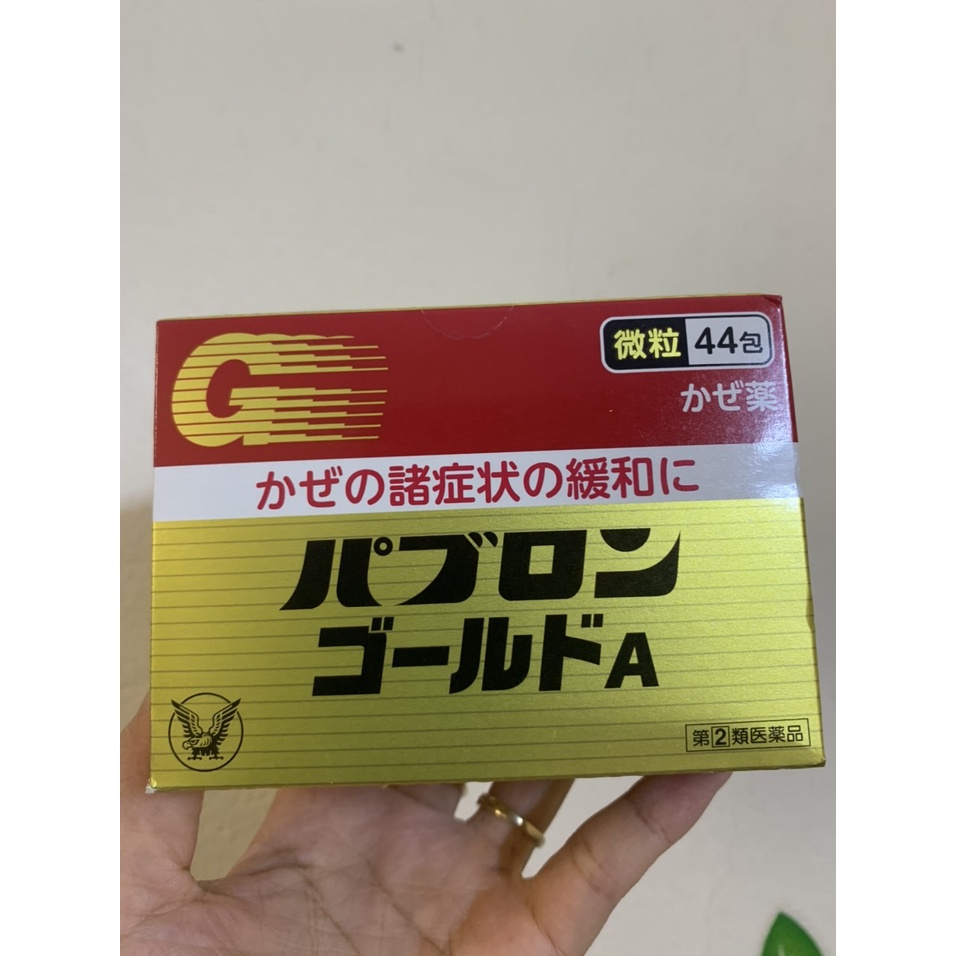 G
微粒 44包
かぜ薬
かぜの諸症状の緩和に
パブロン
ゴールドA
第②類医薬品